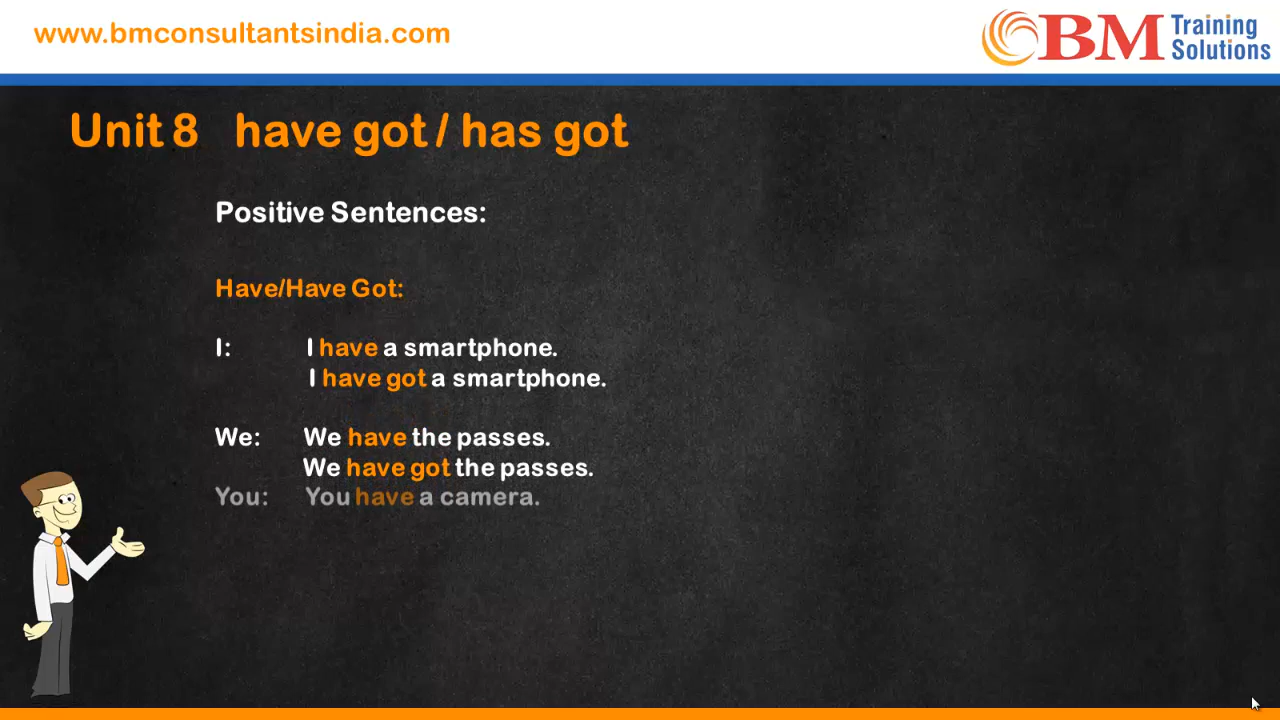 www.bmconsultantsindia.com
BM Training Solutions
Unit 8 have got / has got
Positive Sentences:
Have/Have Got:
I: I have a smartphone.
I have got a smartphone.
We: We have the passes.
We have got the passes.
You: You have a camera.